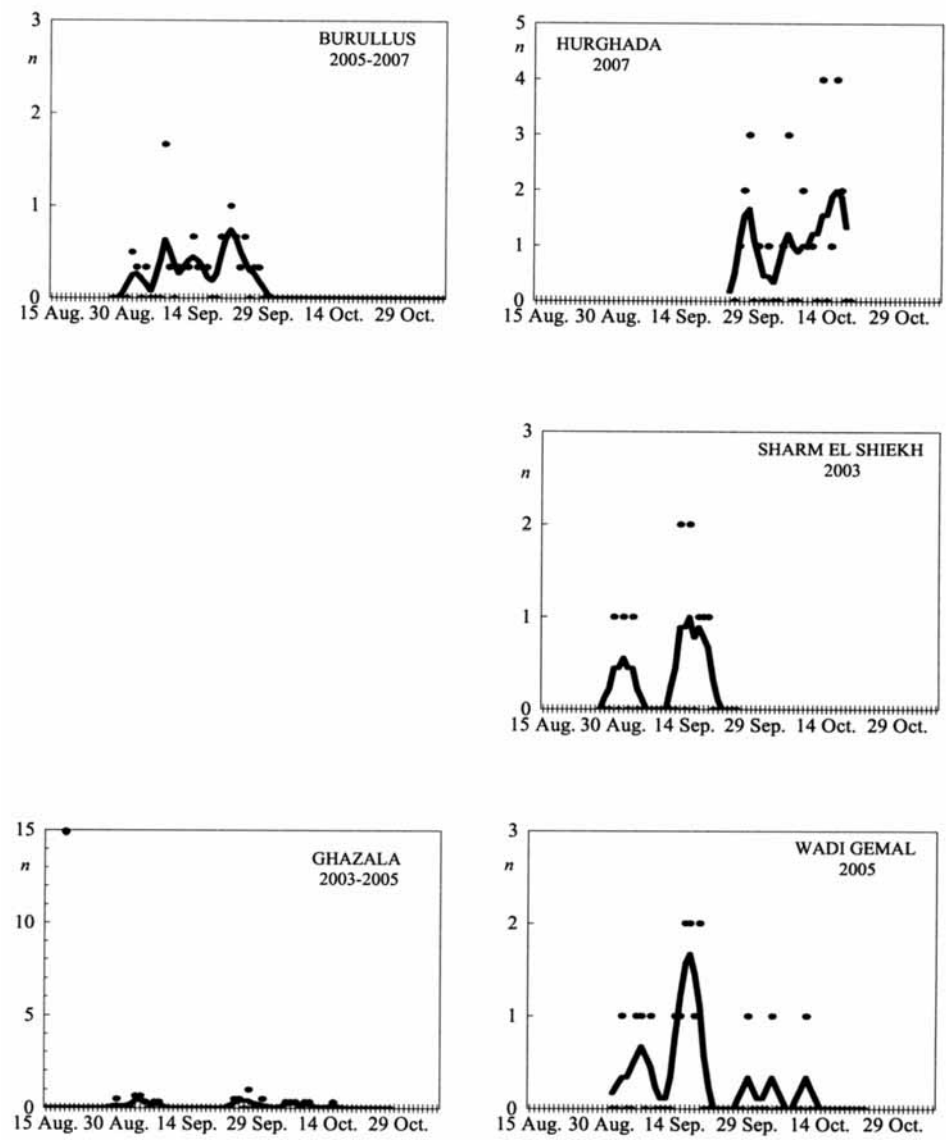 3
n
2
1
0
BURULLUS
2005-2007
15 Aug. 30 Aug. 14 Sep. 29 Sep. 14 Oct. 29 Oct.
5
n
4
3
2
1
0
HURGHADA
2007
15 Aug. 30 Aug. 14 Sep. 29 Sep. 14 Oct. 29 Oct.
3
n
2
1
0
SHARM EL SHIEKH
2003
15 Aug. 30 Aug. 14 Sep. 29 Sep. 14 Oct. 29 Oct.
15
n
10
5
0
GHAZALA
2003-2005
15 Aug. 30 Aug. 14 Sep. 29 Sep. 14 Oct. 29 Oct.
3
n
2
1
0
WADI GEMAL
2005
15 Aug. 30 Aug. 14 Sep. 29 Sep. 14 Oct. 29 Oct.